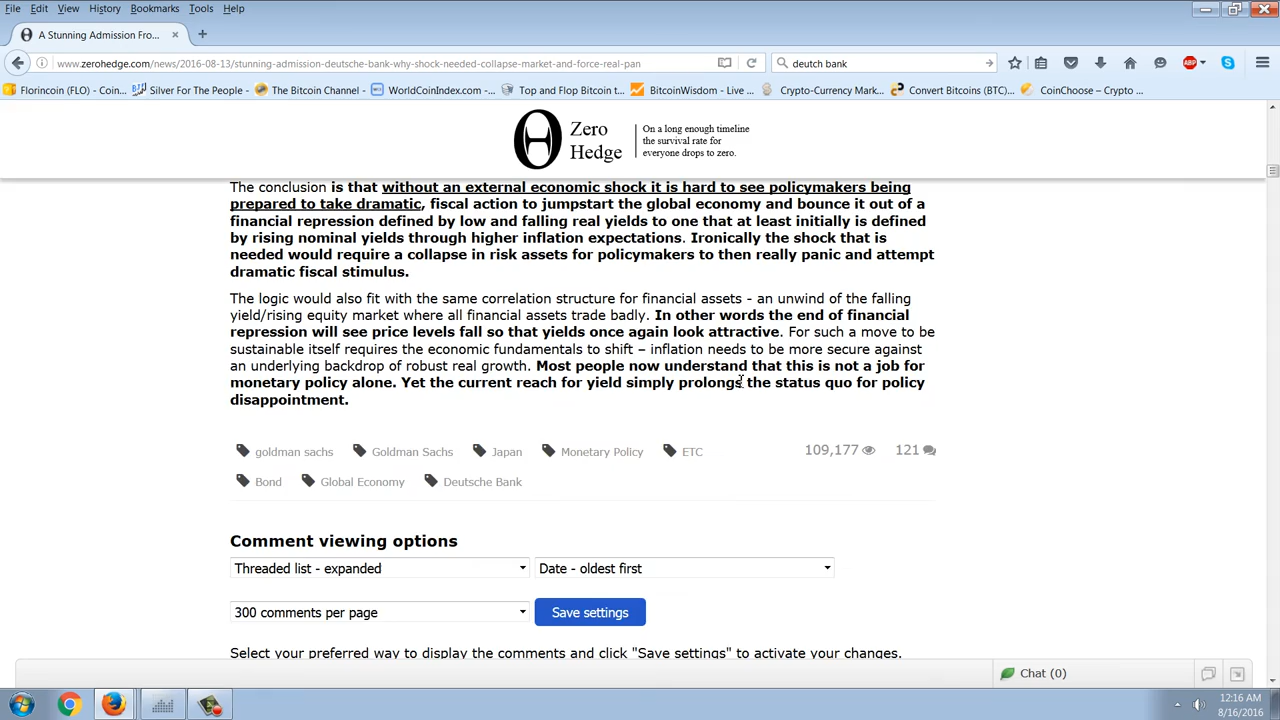 File Edit View History Bookmarks Tools Help
A Stunning Admission Fro...
www.zerohedge.com/news/2016-08-13/stunning-admission-deutsche-bank-why-shock-needed-collapse-market-and-force-real-pan
deutch bank
ABP
Florincoin (FLO) - Coin... Silver For The People - ... The Bitcoin Channel - ... WorldCoinIndex.com -... Top and Flop Bitcoin t... BitcoinWisdom - Live ... Crypto-Currency Mark... Convert Bitcoins (BTC)... CoinChoose – Crypto ...
Zero Hedge
On a long enough timeline
the survival rate for
everyone drops to zero.
The conclusion is that without an external economic shock it is hard to see policymakers being
prepared to take dramatic, fiscal action to jumpstart the global economy and bounce it out of a
financial repression defined by low and falling real yields to one that at least initially is defined
by rising nominal yields through higher inflation expectations. Ironically the shock that is
needed would require a collapse in risk assets for policymakers to then really panic and attempt
dramatic fiscal stimulus.
The logic would also fit with the same correlation structure for financial assets - an unwind of the falling
yield/rising equity market where all financial assets trade badly. In other words the end of financial
repression will see price levels fall so that yields once again look attractive. For such a move to be
sustainable itself requires the economic fundamentals to shift – inflation needs to be more secure against
an underlying backdrop of robust real growth. Most people now understand that this is not a job for
monetary policy alone. Yet the current reach for yield simply prolongs the status quo for policy
disappointment.
goldman sachs Goldman Sachs Japan Monetary Policy ETC 109,177 121
Bond Global Economy Deutsche Bank
Comment viewing options
Threaded list - expanded Date - oldest first
300 comments per page Save settings
Select your preferred way to display the comments and click "Save settings" to activate your changes.
Chat (0)
12:16 AM
8/16/2016